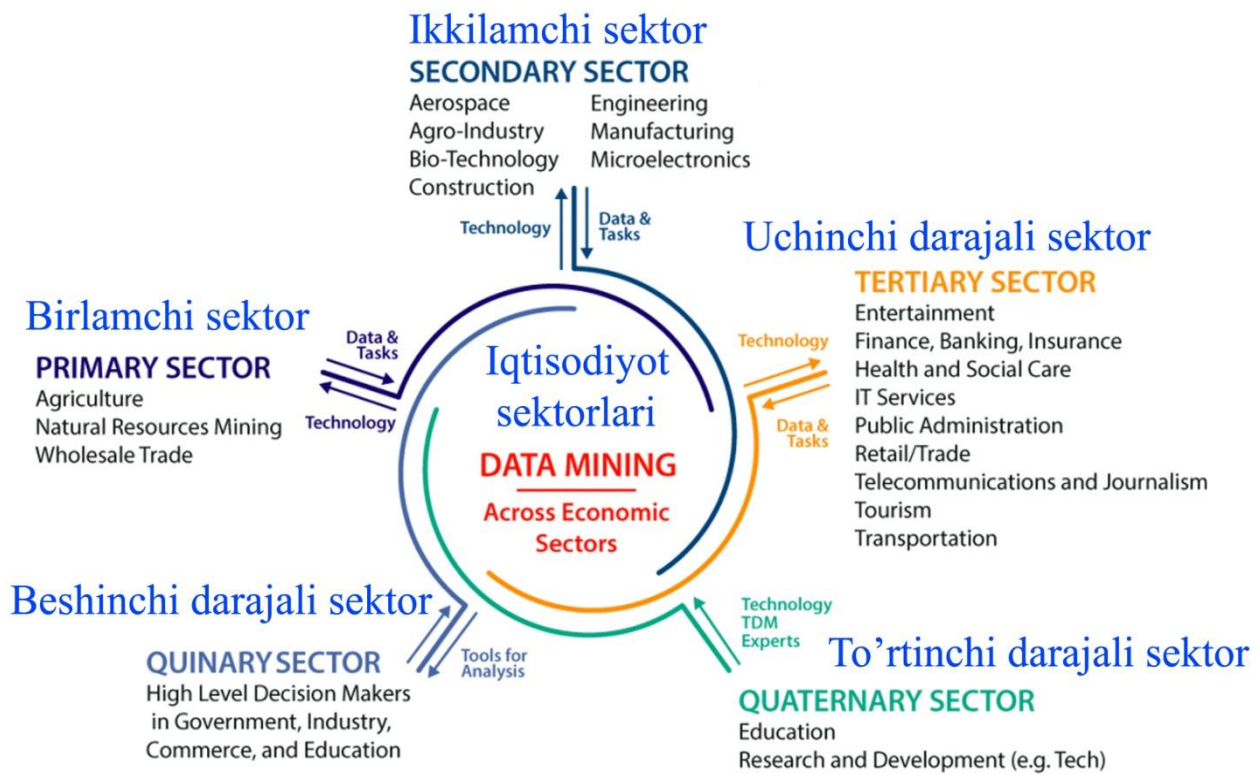 Ikkilamchi sektor
SECONDARY SECTOR
Aerospace
Agro-Industry
Bio-Technology
Construction
Engineering
Manufacturing
Microelectronics
Technology
Data &
Tasks
Uchinchi darajali sektor
TERTIARY SECTOR
Entertainment
Finance, Banking, Insurance
Health and Social Care
IT Services
Public Administration
Retail/Trade
Telecommunications and Journalism
Tourism
Transportation
Technology
Data &
Tasks
Birlamchi sektor
PRIMARY SECTOR
Agriculture
Natural Resources Mining
Wholesale Trade
Data &
Tasks
Technology
Iqtisodiyot
sektorlari
DATA MINING
Across Economic
Sectors
Beshinchi darajali sektor
QUINARY SECTOR
High Level Decision Makers
in Government, Industry,
Commerce, and Education
Tools for
Analysis
Technology
TDM
Experts
To’rtinchi darajali sektor
QUATERNARY SECTOR
Education
Research and Development (e.g. Tech)